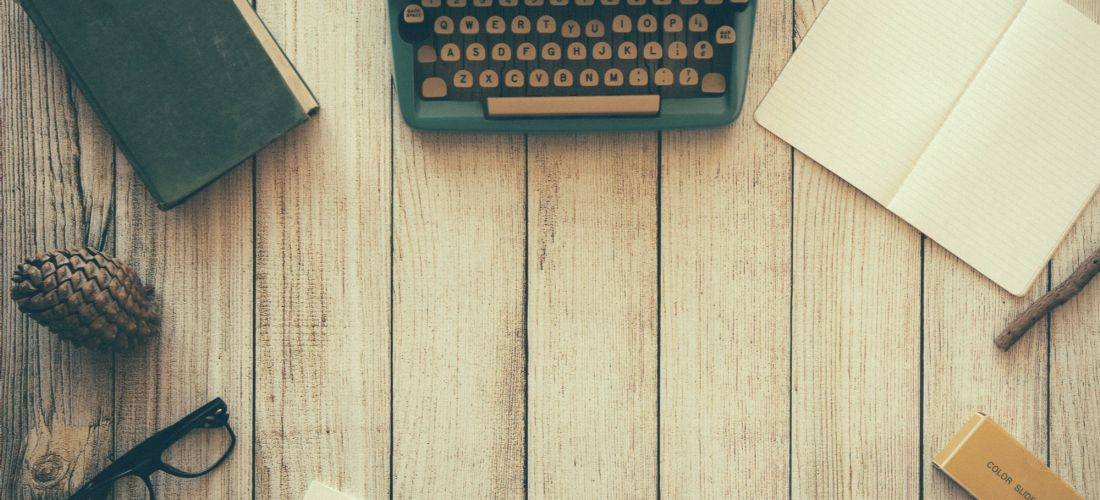 BACK SPACE Q W E R T Y U I O P
A S D F G H J K L
Z X C V B N M
COLOR SLIDE